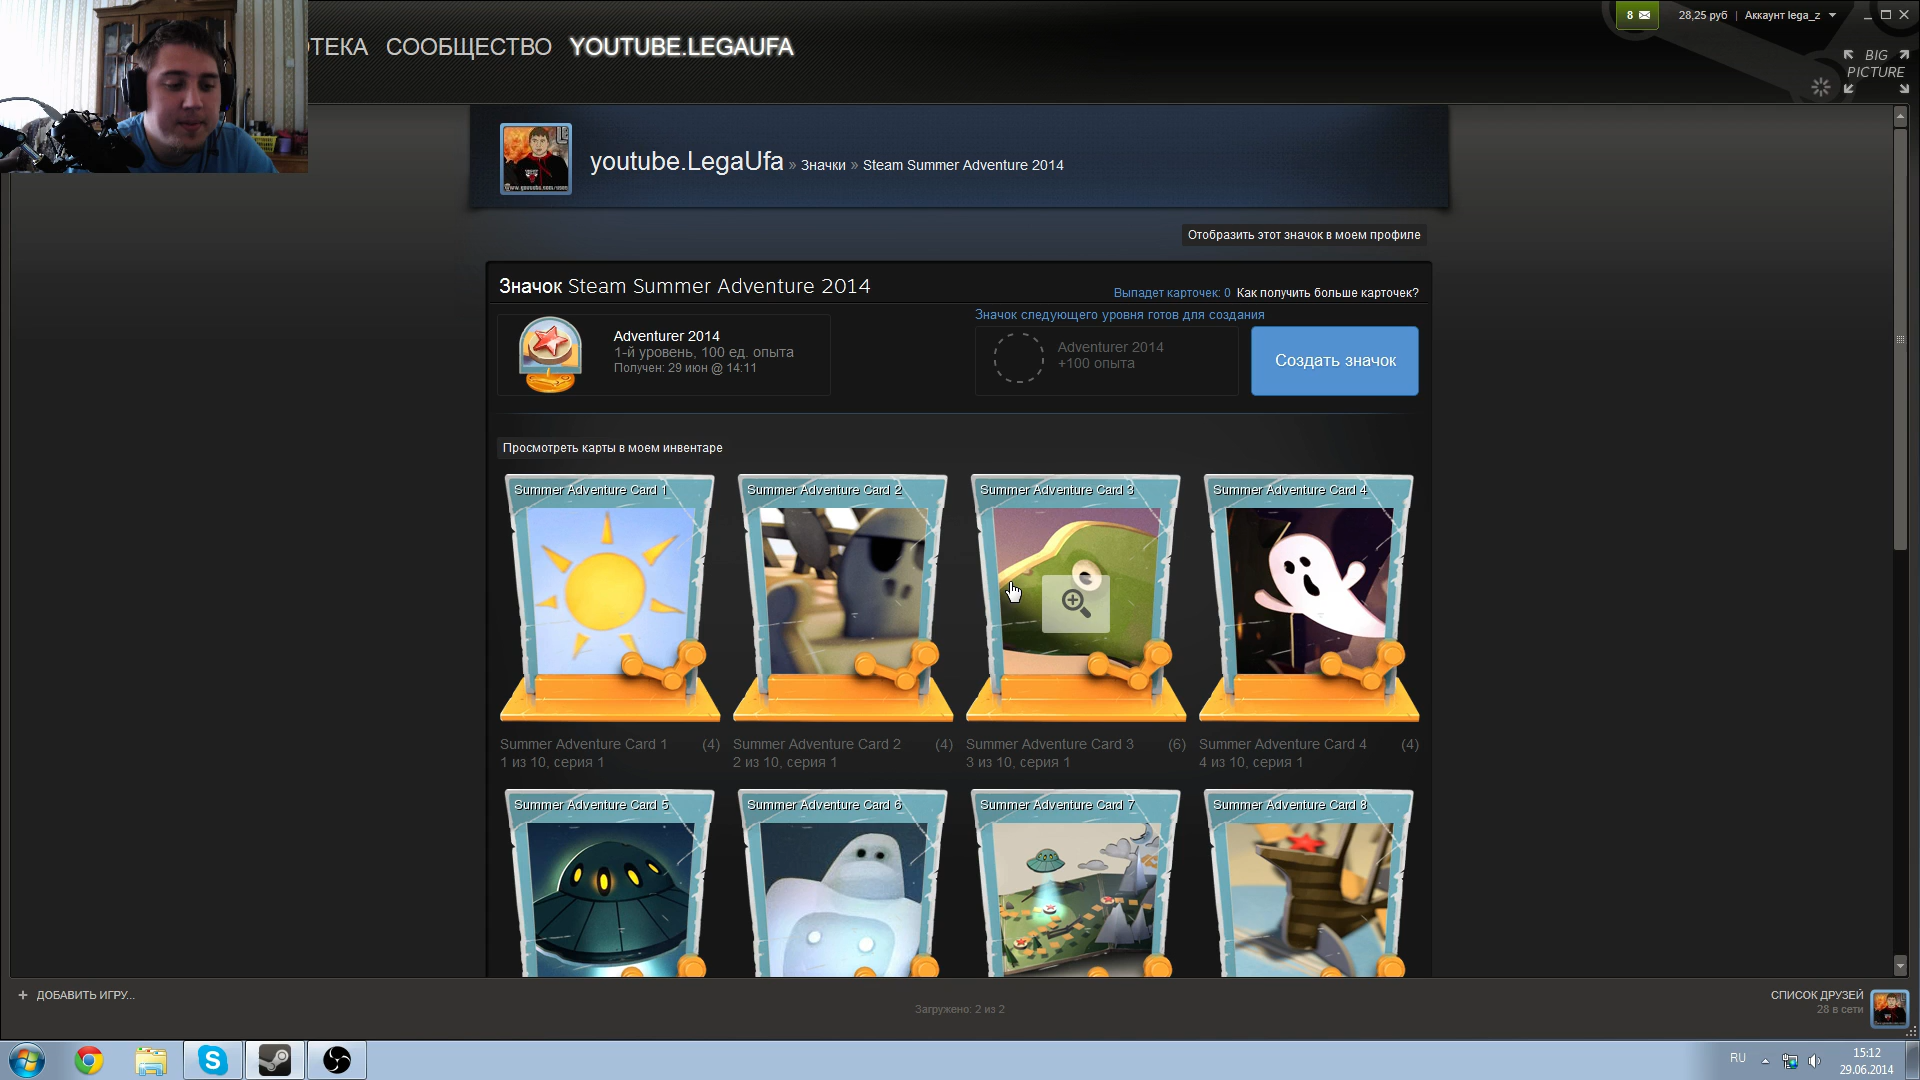 8
28,25 руб | Аккаунт lega_z
ТЕКА СООБЩЕСТВО YOUTUBE.LEGAUFA
BIG
PICTURE
youtube.LegaUfa » Значки » Steam Summer Adventure 2014
Отобразить этот значок в моем профиле
Значок Steam Summer Adventure 2014
Выпадет карточек: 0 Как получить больше карточек?
Значок следующего уровня готов для создания
Adventurer 2014
1-й уровень, 100 ед. опыта
Получен: 29 июн @ 14:11
Adventurer 2014
+100 опыта
Создать значок
Просмотреть карты в моем инвентаре
Summer Adventure Card 1
Summer Adventure Card 2
Summer Adventure Card 3
Summer Adventure Card 4
Summer Adventure Card 1 (4)
1 из 10, серия 1
Summer Adventure Card 2 (4)
2 из 10, серия 1
Summer Adventure Card 3 (6)
3 из 10, серия 1
Summer Adventure Card 4 (4)
4 из 10, серия 1
Summer Adventure Card 5
Summer Adventure Card 6
Summer Adventure Card 7
Summer Adventure Card 8
+ ДОБАВИТЬ ИГРУ...
Загружено: 2 из 2
СПИСОК ДРУЗЕЙ
28 в сети
RU
15:12
29.06.2014